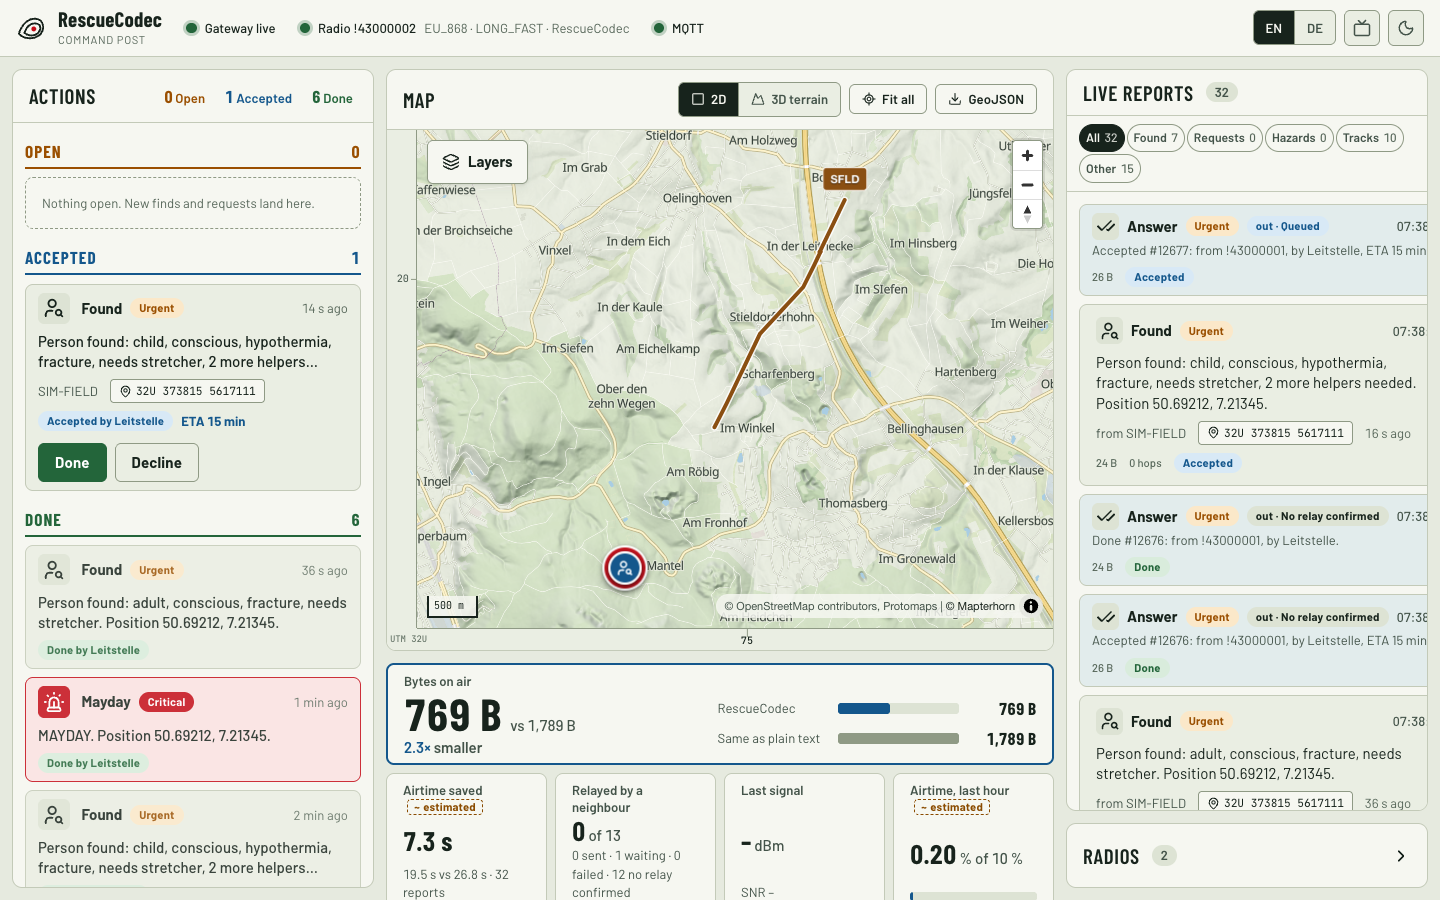 RescueCodec
COMMAND POST
Gateway live
Radio !43000002 EU_868 · LONG_FAST · RescueCodec
MQTT
EN DE
ACTIONS
0 Open 1 Accepted 6 Done
OPEN 0
Nothing open. New finds and requests land here.
ACCEPTED 1
Found Urgent 14 s ago
Person found: child, conscious, hypothermia,
fracture, needs stretcher, 2 more helpers...
SIM-FIELD 32U 373815 5617111
Accepted by Leitstelle ETA 15 min
Done Decline
DONE 6
Found Urgent 36 s ago
Person found: adult, conscious, fracture, needs
stretcher. Position 50.69212, 7.21345.
Done by Leitstelle
Mayday Critical 1 min ago
MAYDAY. Position 50.69212, 7.21345.
Done by Leitstelle
Found Urgent 2 min ago
Person found: child, conscious, hypothermia,
fracture, needs stretcher, 2 more helpers...
MAP
2D 3D terrain Fit all GeoJSON
Layers
Stieldorf
Am Holzweg
Im Grab
SFLD
affenwiese
Oelinghoven
Jüngsfel
n der Broichseiche
Vinxel
In dem Eich
In der Lei ecke
Im Hinsberg
Die Ho
20
ein
In der Kaule
Im Slefen
Stieldorferhohn
Im Weiher
Im Siefen
Am Eichelkamp
Scharfenberg
Hartenberg
Ob
Ober den
zehn Wegen
Im Winkel
Bellinghausen
Am Röbig
In der Klause
Ingel
Thomasberg
Am Fronhof
Kellersbos
perbaum
Im Gronewald
Mantel
500 m
© OpenStreetMap contributors, Protomaps | © Mapterhorn
UTM 32U
75
Bytes on air
769 B vs 1,789 B
2.3× smaller
RescueCodec 769 B
Same as plain text 1,789 B
Airtime saved
~ estimated
7.3 s
19.5 s vs 26.8 s · 32
reports
Relayed by a
neighbour
0 of 13
0 sent · 1 waiting · 0
failed · 12 no relay
confirmed
Last signal
– dBm
SNR –
Airtime, last hour
~ estimated
0.20 % of 10 %
LIVE REPORTS 32
All 32 Found 7 Requests 0 Hazards 0 Tracks 10
Other 15
Answer Urgent out · Queued 07:38
Accepted #12677: from !43000001, by Leitstelle, ETA 15 min
26 B Accepted
Found Urgent 07:38
Person found: child, conscious, hypothermia,
fracture, needs stretcher, 2 more helpers needed.
Position 50.69212, 7.21345.
from SIM-FIELD 32U 373815 5617111 16 s ago
24 B 0 hops Accepted
Answer Urgent out · No relay confirmed 07:38
Done #12676: from !43000001, by Leitstelle.
24 B Done
Answer Urgent out · No relay confirmed 07:38
Accepted #12676: from !43000001, by Leitstelle, ETA 15 min
26 B Done
Found Urgent 07:38
Person found: adult, conscious, fracture, needs
stretcher. Position 50.69212, 7.21345.
from SIM-FIELD 32U 373815 5617111 36 s ago
RADIOS 2